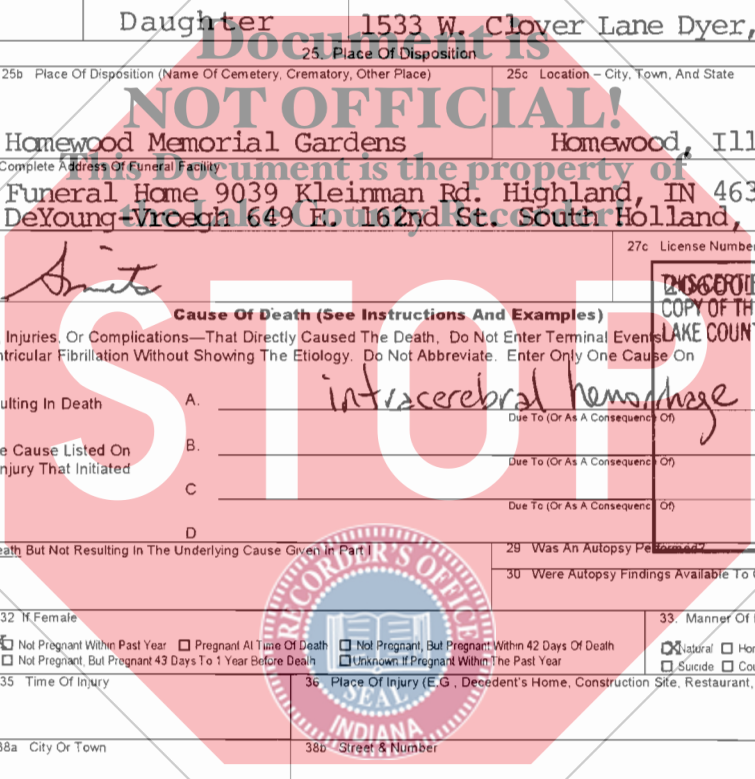 Daughter 1533 W. Clover Lane Dyer,
Document is
25. Place Of Disposition
25b Place Of Disposition (Name Of Cemetery, Crematory, Other Place) 25c Location – City, Town, And State
NOT OFFICIAL!
Homewood Memorial Gardens Homewood, Ill
Complete Address Of Funeral Facility
This Document is the property of
Funeral Home 9039 Kleinman Rd. Highland, IN 463
the Lake County Recorder!
DeYoung-Vroegh 649 E. 162nd St. South Holland,
27c License Number
THIS CERTI
COPY OF TH
LAKE COUN
STOP
Cause Of Death (See Instructions And Examples)
Injuries, Or Complications—That Directly Caused The Death, Do Not Enter Terminal Events
ntricular Fibrillation Without Showing The Etiology. Do Not Abbreviate. Enter Only One Cause On
ulting In Death A. intracerebral hemorrhage
Due To (Or As A Consequence Of)
e Cause Listed On B.
njury That Initiated Due To (Or As A Consequence Of)
C
Due To (Or As A Consequence Of)
D
eath But Not Resulting In The Underlying Cause Given In Part I 29 Was An Autopsy Performed?
30 Were Autopsy Findings Available To
RECORDER'S OFFICE
SEAL
INDIANA
32 If Female 33. Manner Of
Not Pregnant Within Past Year Pregnant At Time Of Death Not Pregnant, But Pregnant Within 42 Days Of Death Natural Hom
Not Pregnant, But Pregnant 43 Days To 1 Year Before Death Unknown If Pregnant Within The Past Year Suicide Cou
35 Time Of Injury 36. Place Of Injury (E.G., Decedent's Home, Construction Site, Restaurant,
38a City Or Town 38b Street & Number